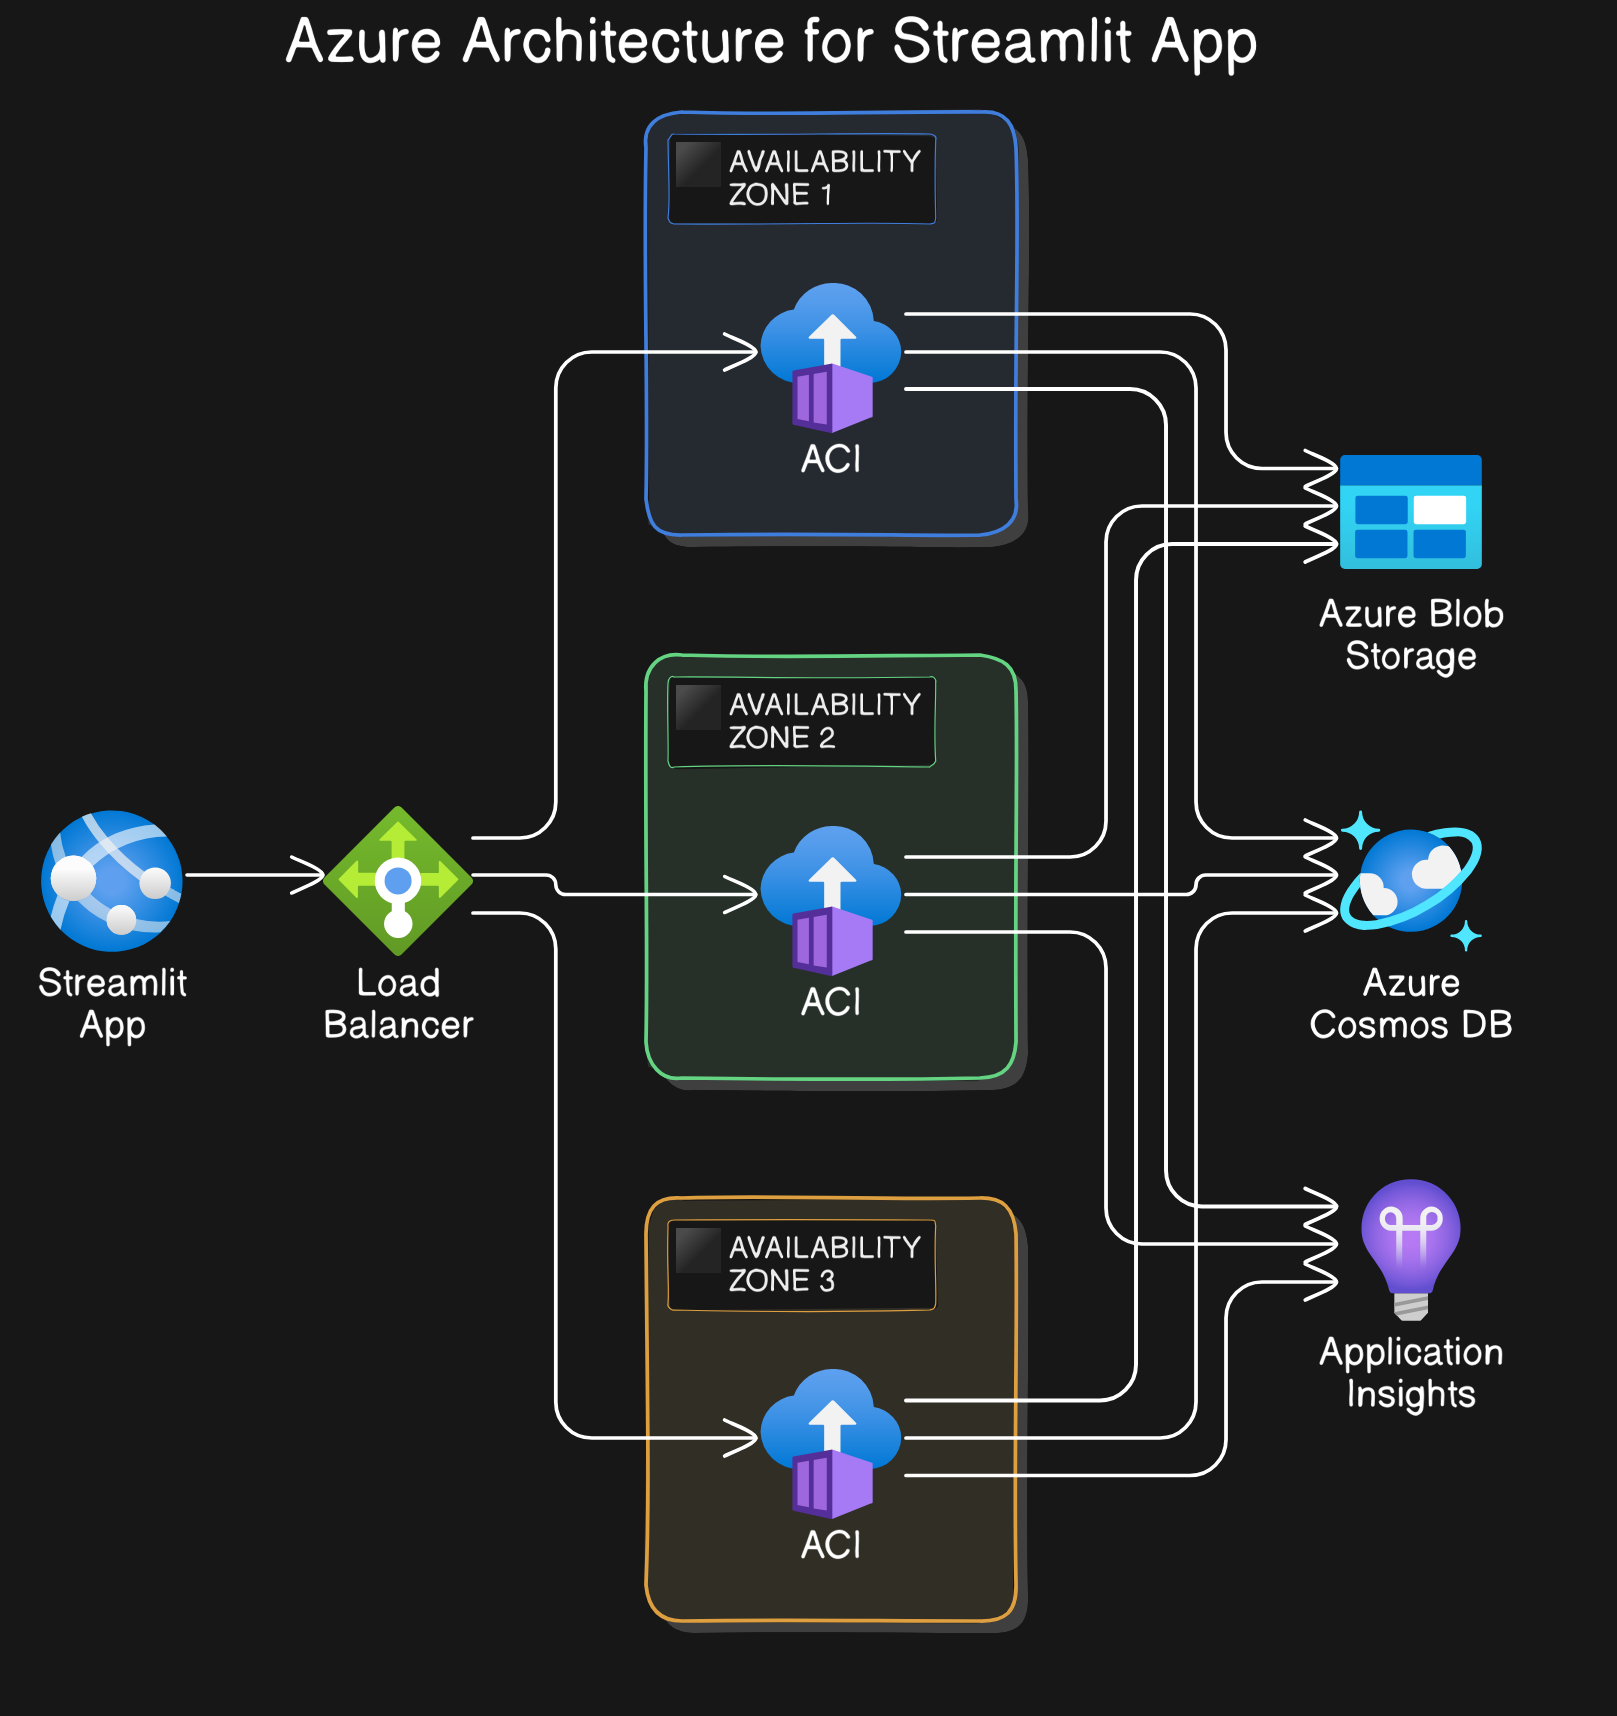 Azure Architecture for Streamlit App
AVAILABILITY
ZONE 1
ACI
Azure Blob
Storage
AVAILABILITY
ZONE 2
ACI
Streamlit
App
Load
Balancer
Azure
Cosmos DB
AVAILABILITY
ZONE 3
ACI
Application
Insights